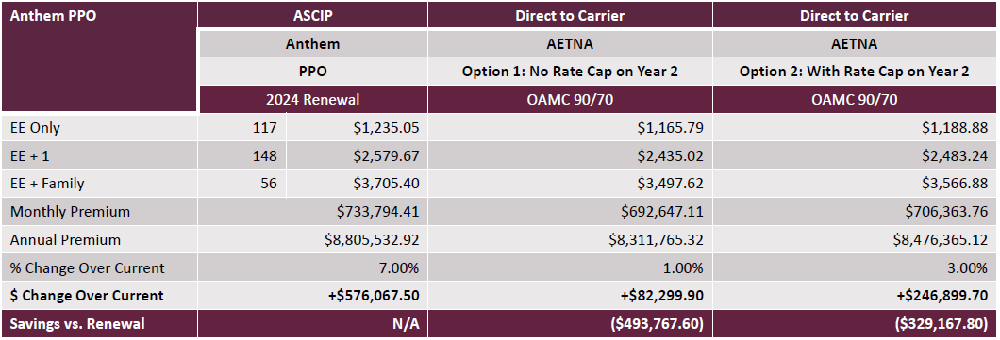 Anthem PPO ASCIP Direct to Carrier Direct to Carrier
Anthem AETNA AETNA
PPO Option 1: No Rate Cap on Year 2 Option 2: With Rate Cap on Year 2
2024 Renewal OAMC 90/70 OAMC 90/70
EE Only 117 $1,235.05 $1,165.79 $1,188.88
EE + 1 148 $2,579.67 $2,435.02 $2,483.24
EE + Family 56 $3,705.40 $3,497.62 $3,566.88
Monthly Premium $733,794.41 $692,647.11 $706,363.76
Annual Premium $8,805,532.92 $8,311,765.32 $8,476,365.12
% Change Over Current 7.00% 1.00% 3.00%
$ Change Over Current +$576,067.50 +$82,299.90 +$246,899.70
Savings vs. Renewal N/A ($493,767.60) ($329,167.80)